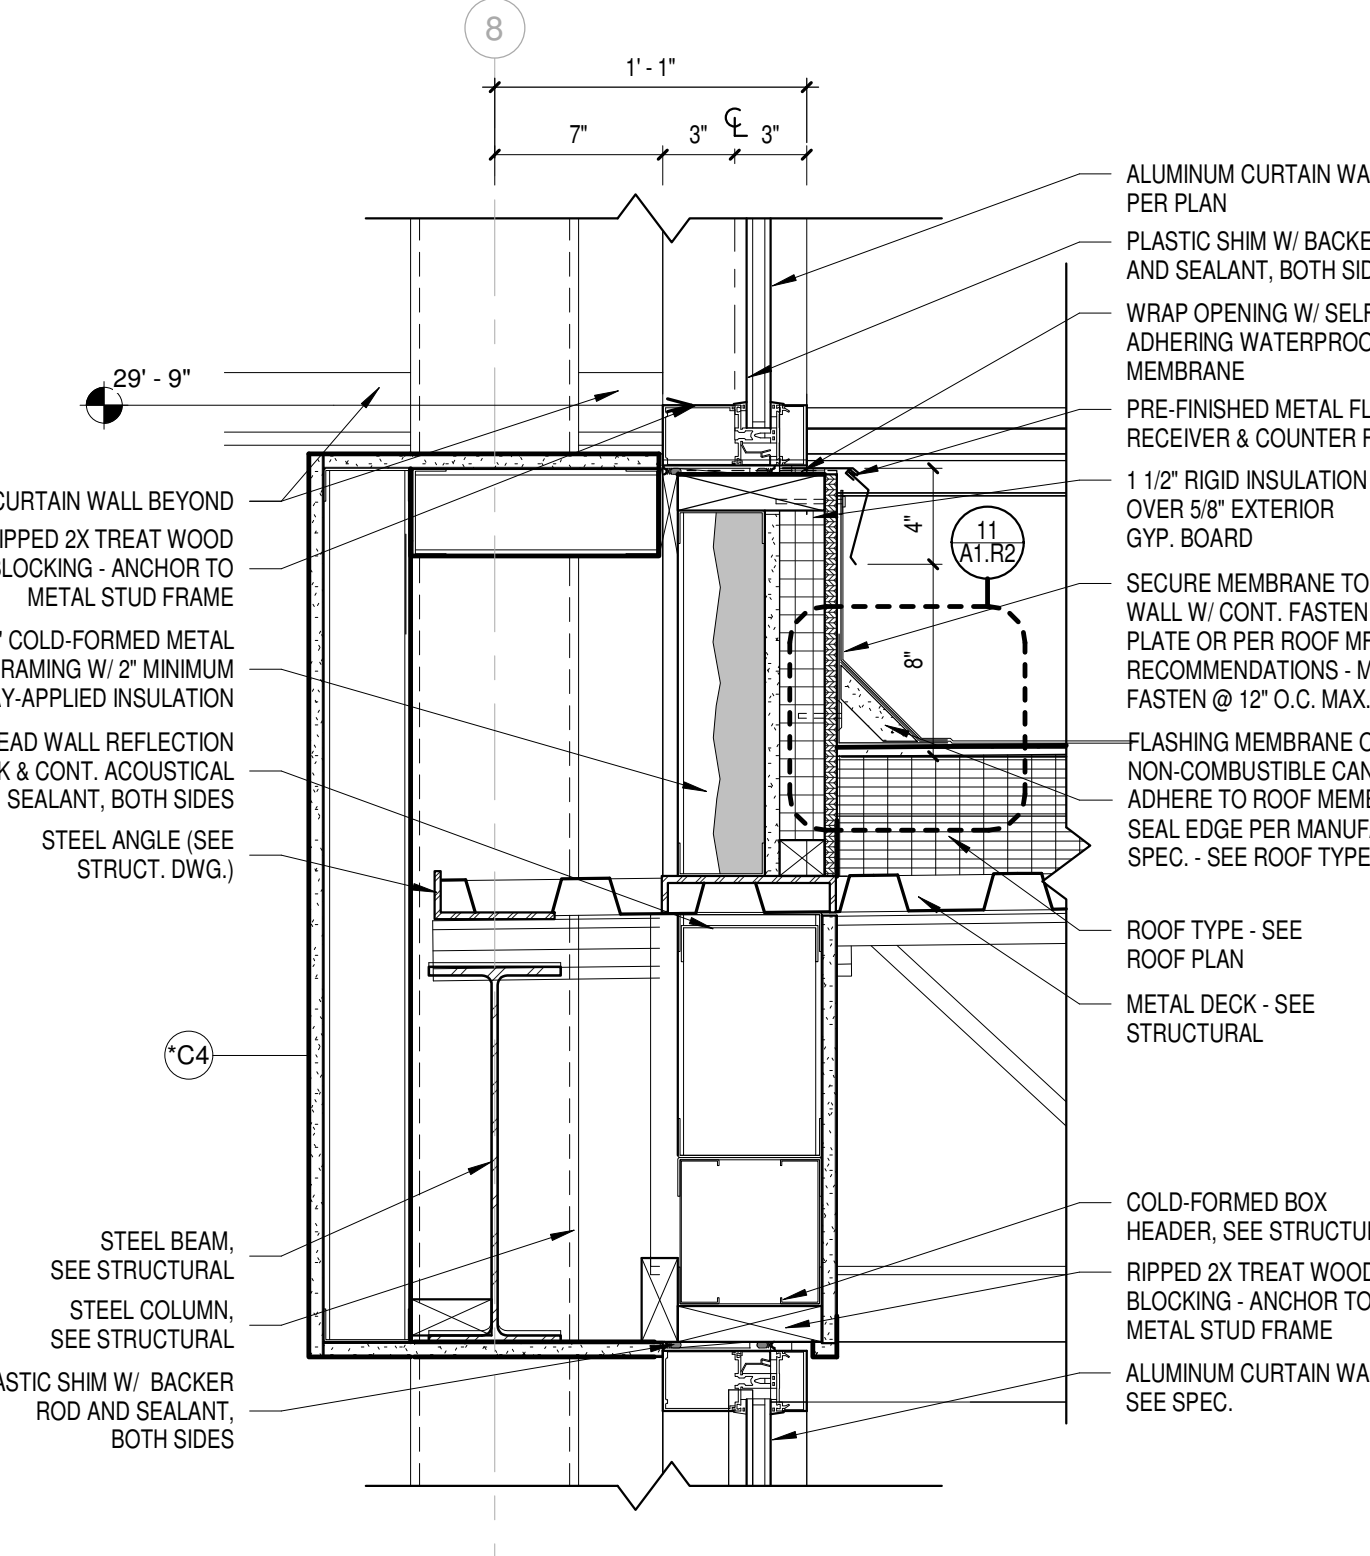 8
1' - 1"
7"
3"
℄
3"
29' - 9"
CURTAIN WALL BEYOND
IPPED 2X TREAT WOOD
BLOCKING - ANCHOR TO
METAL STUD FRAME
" COLD-FORMED METAL
RAMING W/ 2" MINIMUM
AY-APPLIED INSULATION
EAD WALL REFLECTION
K & CONT. ACOUSTICAL
SEALANT, BOTH SIDES
STEEL ANGLE (SEE
STRUCT. DWG.)
*C4
STEEL BEAM,
SEE STRUCTURAL
STEEL COLUMN,
SEE STRUCTURAL
ASTIC SHIM W/ BACKER
ROD AND SEALANT,
BOTH SIDES
4"
11
A1.R2
8"
ALUMINUM CURTAIN WA
PER PLAN
PLASTIC SHIM W/ BACKE
AND SEALANT, BOTH SID
WRAP OPENING W/ SELF
ADHERING WATERPROO
MEMBRANE
PRE-FINISHED METAL FL
RECEIVER & COUNTER F
1 1/2" RIGID INSULATION
OVER 5/8" EXTERIOR
GYP. BOARD
SECURE MEMBRANE TO
WALL W/ CONT. FASTEN
PLATE OR PER ROOF MF
RECOMMENDATIONS - M
FASTEN @ 12" O.C. MAX.
FLASHING MEMBRANE O
NON-COMBUSTIBLE CAN
ADHERE TO ROOF MEMB
SEAL EDGE PER MANUFA
SPEC. - SEE ROOF TYPE
ROOF TYPE - SEE
ROOF PLAN
METAL DECK - SEE
STRUCTURAL
COLD-FORMED BOX
HEADER, SEE STRUCTU
RIPPED 2X TREAT WOOD
BLOCKING - ANCHOR TO
METAL STUD FRAME
ALUMINUM CURTAIN WA
SEE SPEC.